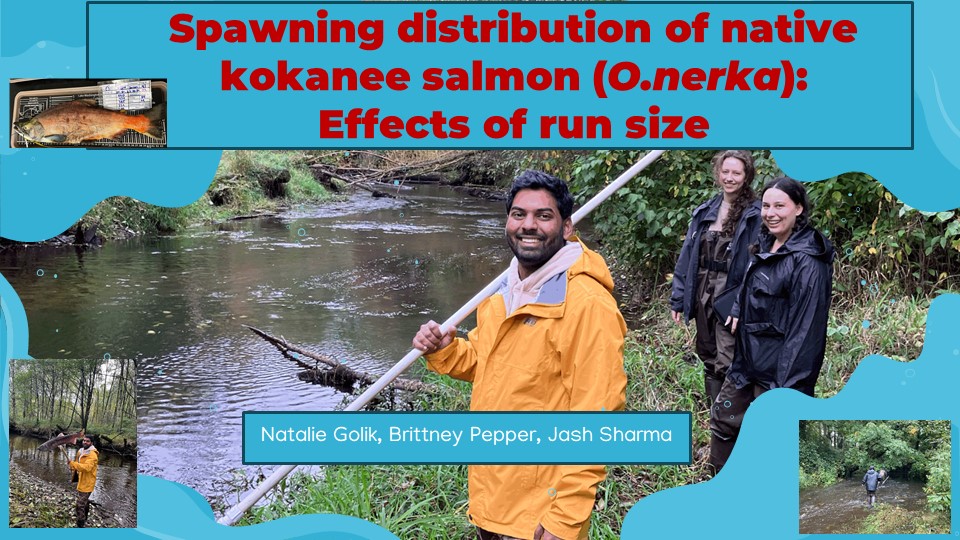 Spawning distribution of native
kokanee salmon (O.nerka):
Effects of run size
Natalie Golik, Brittney Pepper, Jash Sharma